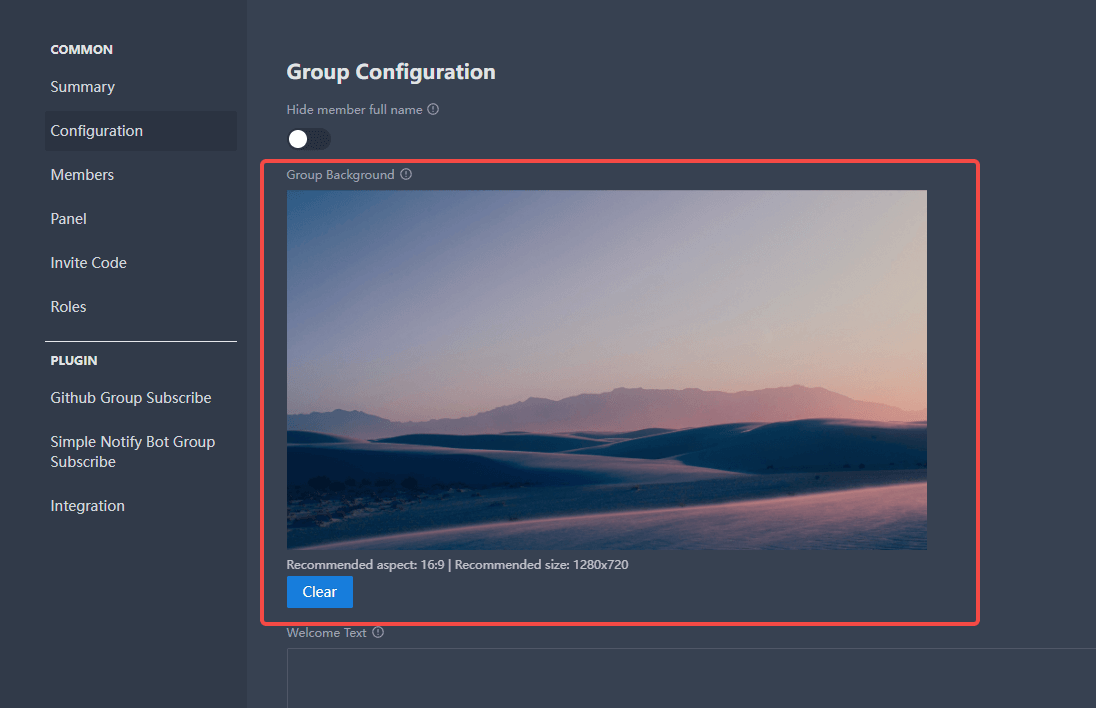 COMMON
Summary
Configuration
Members
Panel
Invite Code
Roles
PLUGIN
Github Group Subscribe
Simple Notify Bot Group
Subscribe
Integration
Group Configuration
Hide member full name
Group Background
Recommended aspect: 16:9 | Recommended size: 1280x720
Clear
Welcome Text